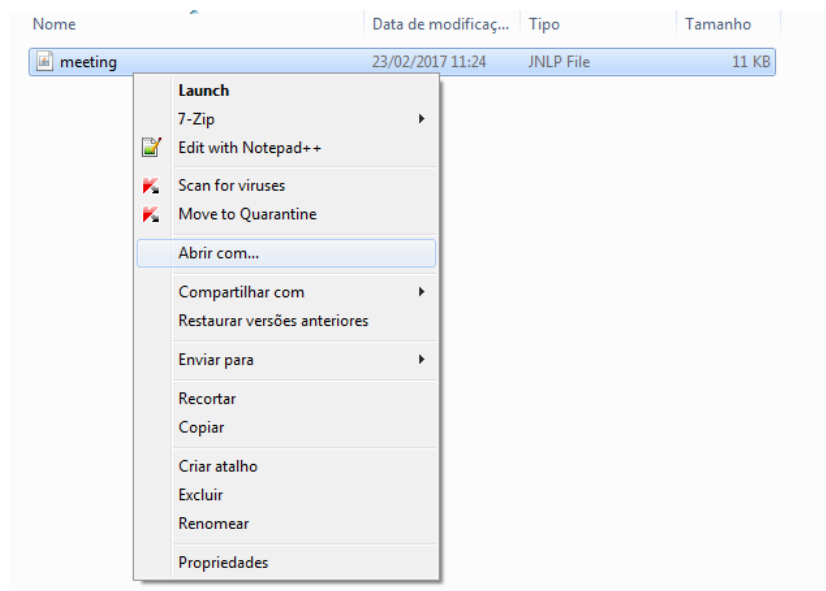 Nome Data de modificaç... Tipo Tamanho
meeting 23/02/2017 11:24 JNLP File 11 KB
Launch
7-Zip
Edit with Notepad++
Scan for viruses
Move to Quarantine
Abrir com...
Compartilhar com
Restaurar versões anteriores
Enviar para
Recortar
Copiar
Criar atalho
Excluir
Renomear
Propriedades